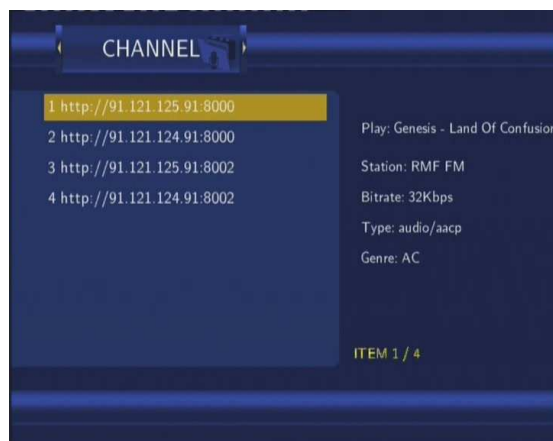 CHANNEL
1 http://91.121.125.91:8000
2 http://91.121.124.91:8000
3 http://91.121.125.91:8002
4 http://91.121.124.91:8002
Play: Genesis - Land Of Confusion
Station: RMF FM
Bitrate: 32Kbps
Type: audio/aacp
Genre: AC
ITEM 1 / 4